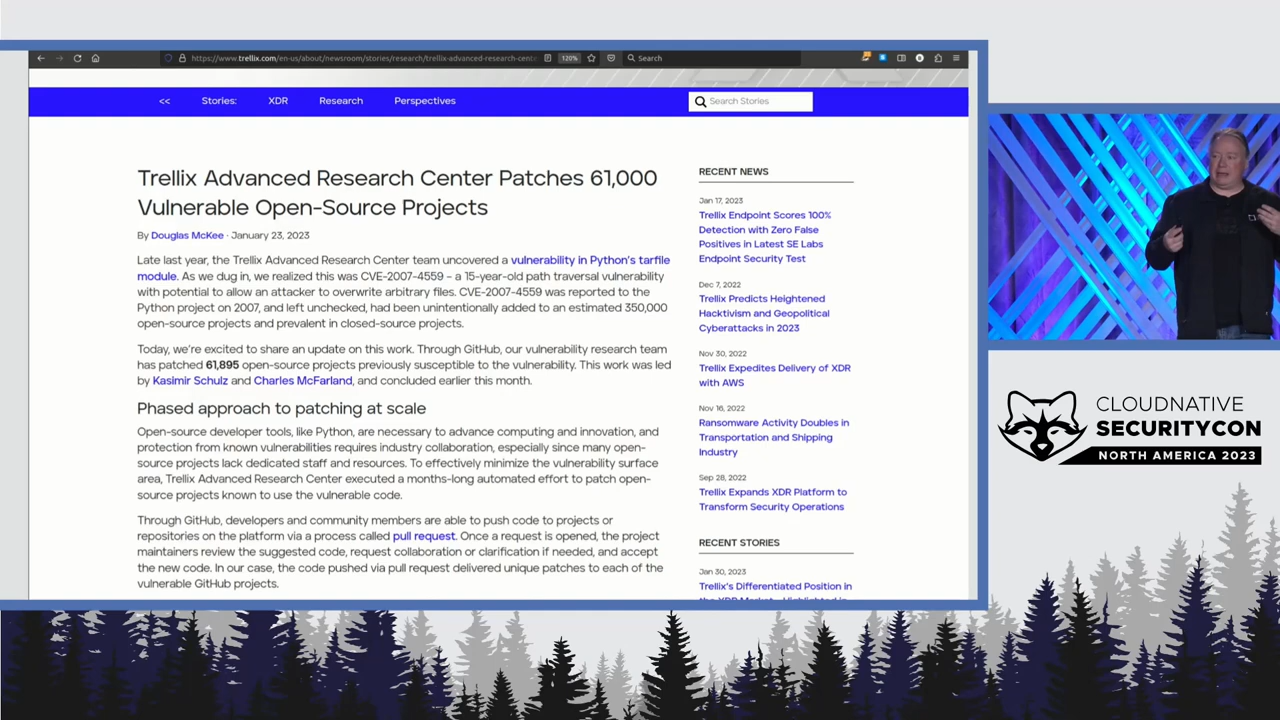 https://www.trellix.com/en-us/about/newsroom/stories/research/trellix-advanced-research-cente
120%
Search
<<
Stories:
XDR
Research
Perspectives
Search Stories
Trellix Advanced Research Center Patches 61,000
Vulnerable Open-Source Projects
By Douglas McKee · January 23, 2023
Late last year, the Trellix Advanced Research Center team uncovered a vulnerability in Python's tarfile
module. As we dug in, we realized this was CVE-2007-4559 – a 15-year-old path traversal vulnerability
with potential to allow an attacker to overwrite arbitrary files. CVE-2007-4559 was reported to the
Python project on 2007, and left unchecked, had been unintentionally added to an estimated 350,000
open-source projects and prevalent in closed-source projects.
Today, we're excited to share an update on this work. Through GitHub, our vulnerability research team
has patched 61,895 open-source projects previously susceptible to the vulnerability. This work was led
by Kasimir Schulz and Charles McFarland, and concluded earlier this month.
Phased approach to patching at scale
Open-source developer tools, like Python, are necessary to advance computing and innovation, and
protection from known vulnerabilities requires industry collaboration, especially since many open-
source projects lack dedicated staff and resources. To effectively minimize the vulnerability surface
area, Trellix Advanced Research Center executed a months-long automated effort to patch open-
source projects known to use the vulnerable code.
Through GitHub, developers and community members are able to push code to projects or
repositories on the platform via a process called pull request. Once a request is opened, the project
maintainers review the suggested code, request collaboration or clarification if needed, and accept
the new code. In our case, the code pushed via pull request delivered unique patches to each of the
vulnerable GitHub projects.
RECENT NEWS
Jan 17, 2023
Trellix Endpoint Scores 100%
Detection with Zero False
Positives in Latest SE Labs
Endpoint Security Test
Dec 7, 2022
Trellix Predicts Heightened
Hacktivism and Geopolitical
Cyberattacks in 2023
Nov 30, 2022
Trellix Expedites Delivery of XDR
with AWS
Nov 16, 2022
Ransomware Activity Doubles in
Transportation and Shipping
Industry
Sep 28, 2022
Trellix Expands XDR Platform to
Transform Security Operations
RECENT STORIES
Jan 30, 2023
Trellix's Differentiated Position in
the XDR Market – Highlighted in
CLOUDNATIVE
SECURITYCON
NORTH AMERICA 2023